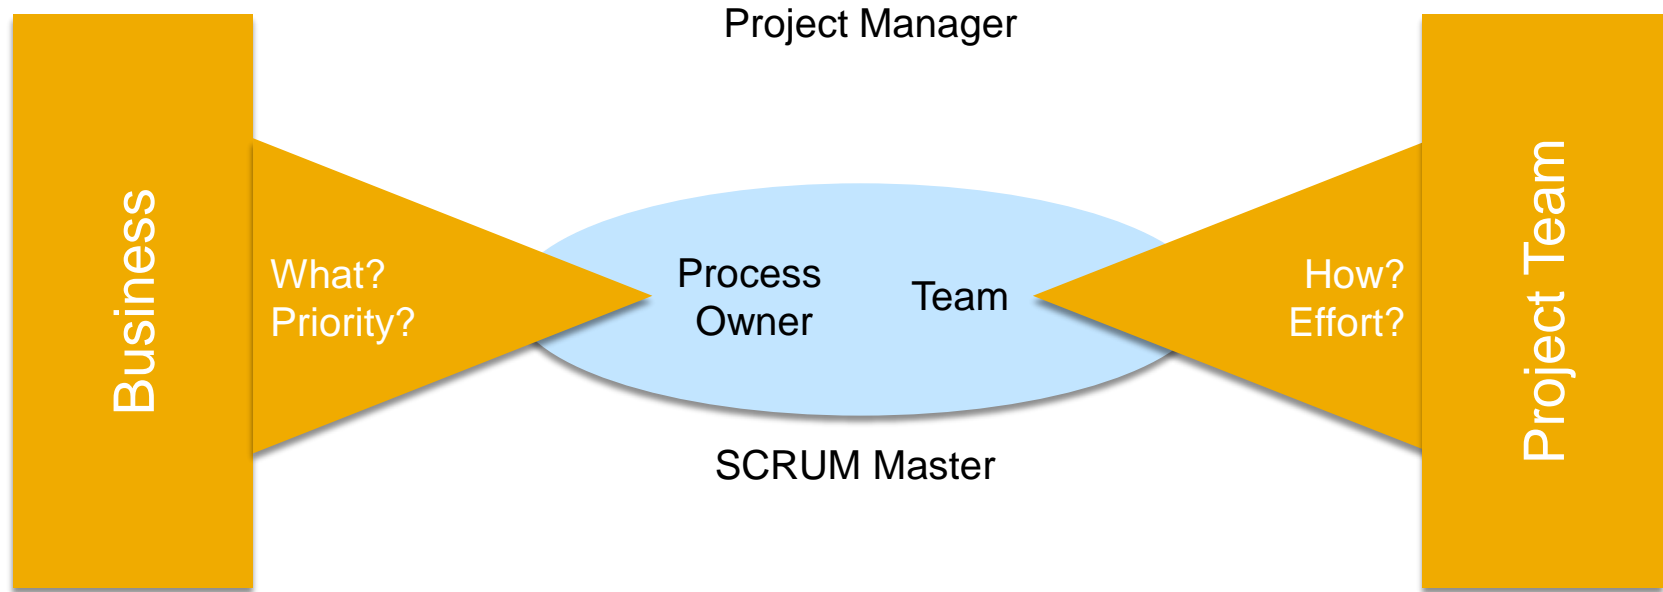 Project Manager
Business
What?
Priority?
Process
Owner
Team
How?
Effort?
Project Team
SCRUM Master